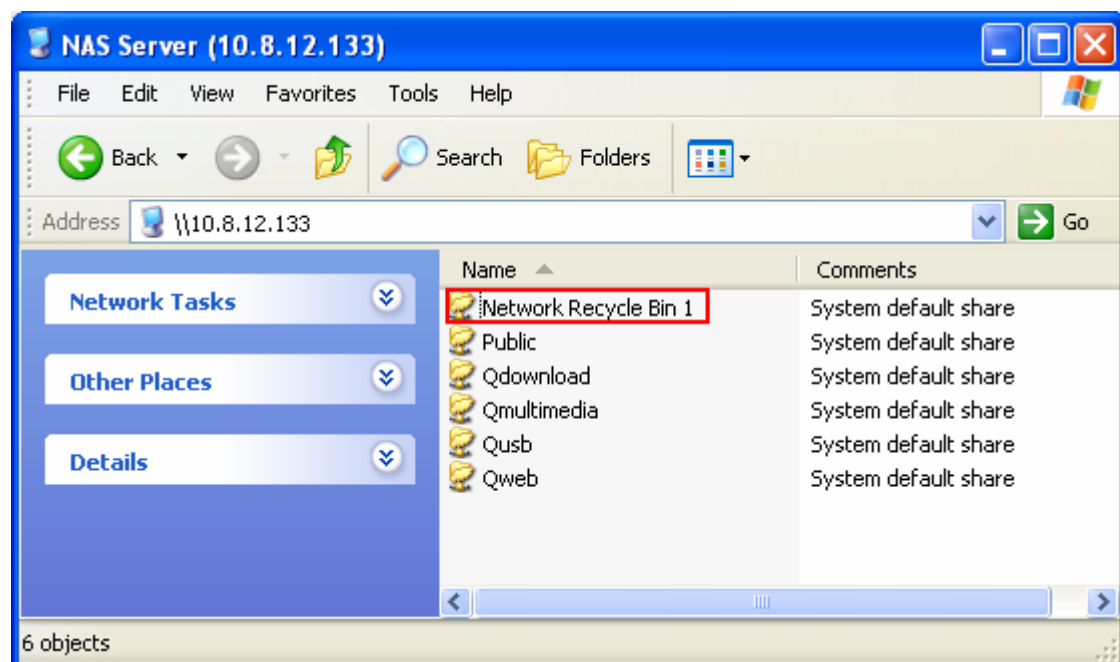 NAS Server (10.8.12.133)
File Edit View Favorites Tools Help
Back Search Folders
Address \\10.8.12.133 Go
Name Comments
Network Tasks
Other Places
Details
Network Recycle Bin 1 System default share
Public System default share
Qdownload System default share
Qmultimedia System default share
Qusb System default share
Qweb System default share
6 objects